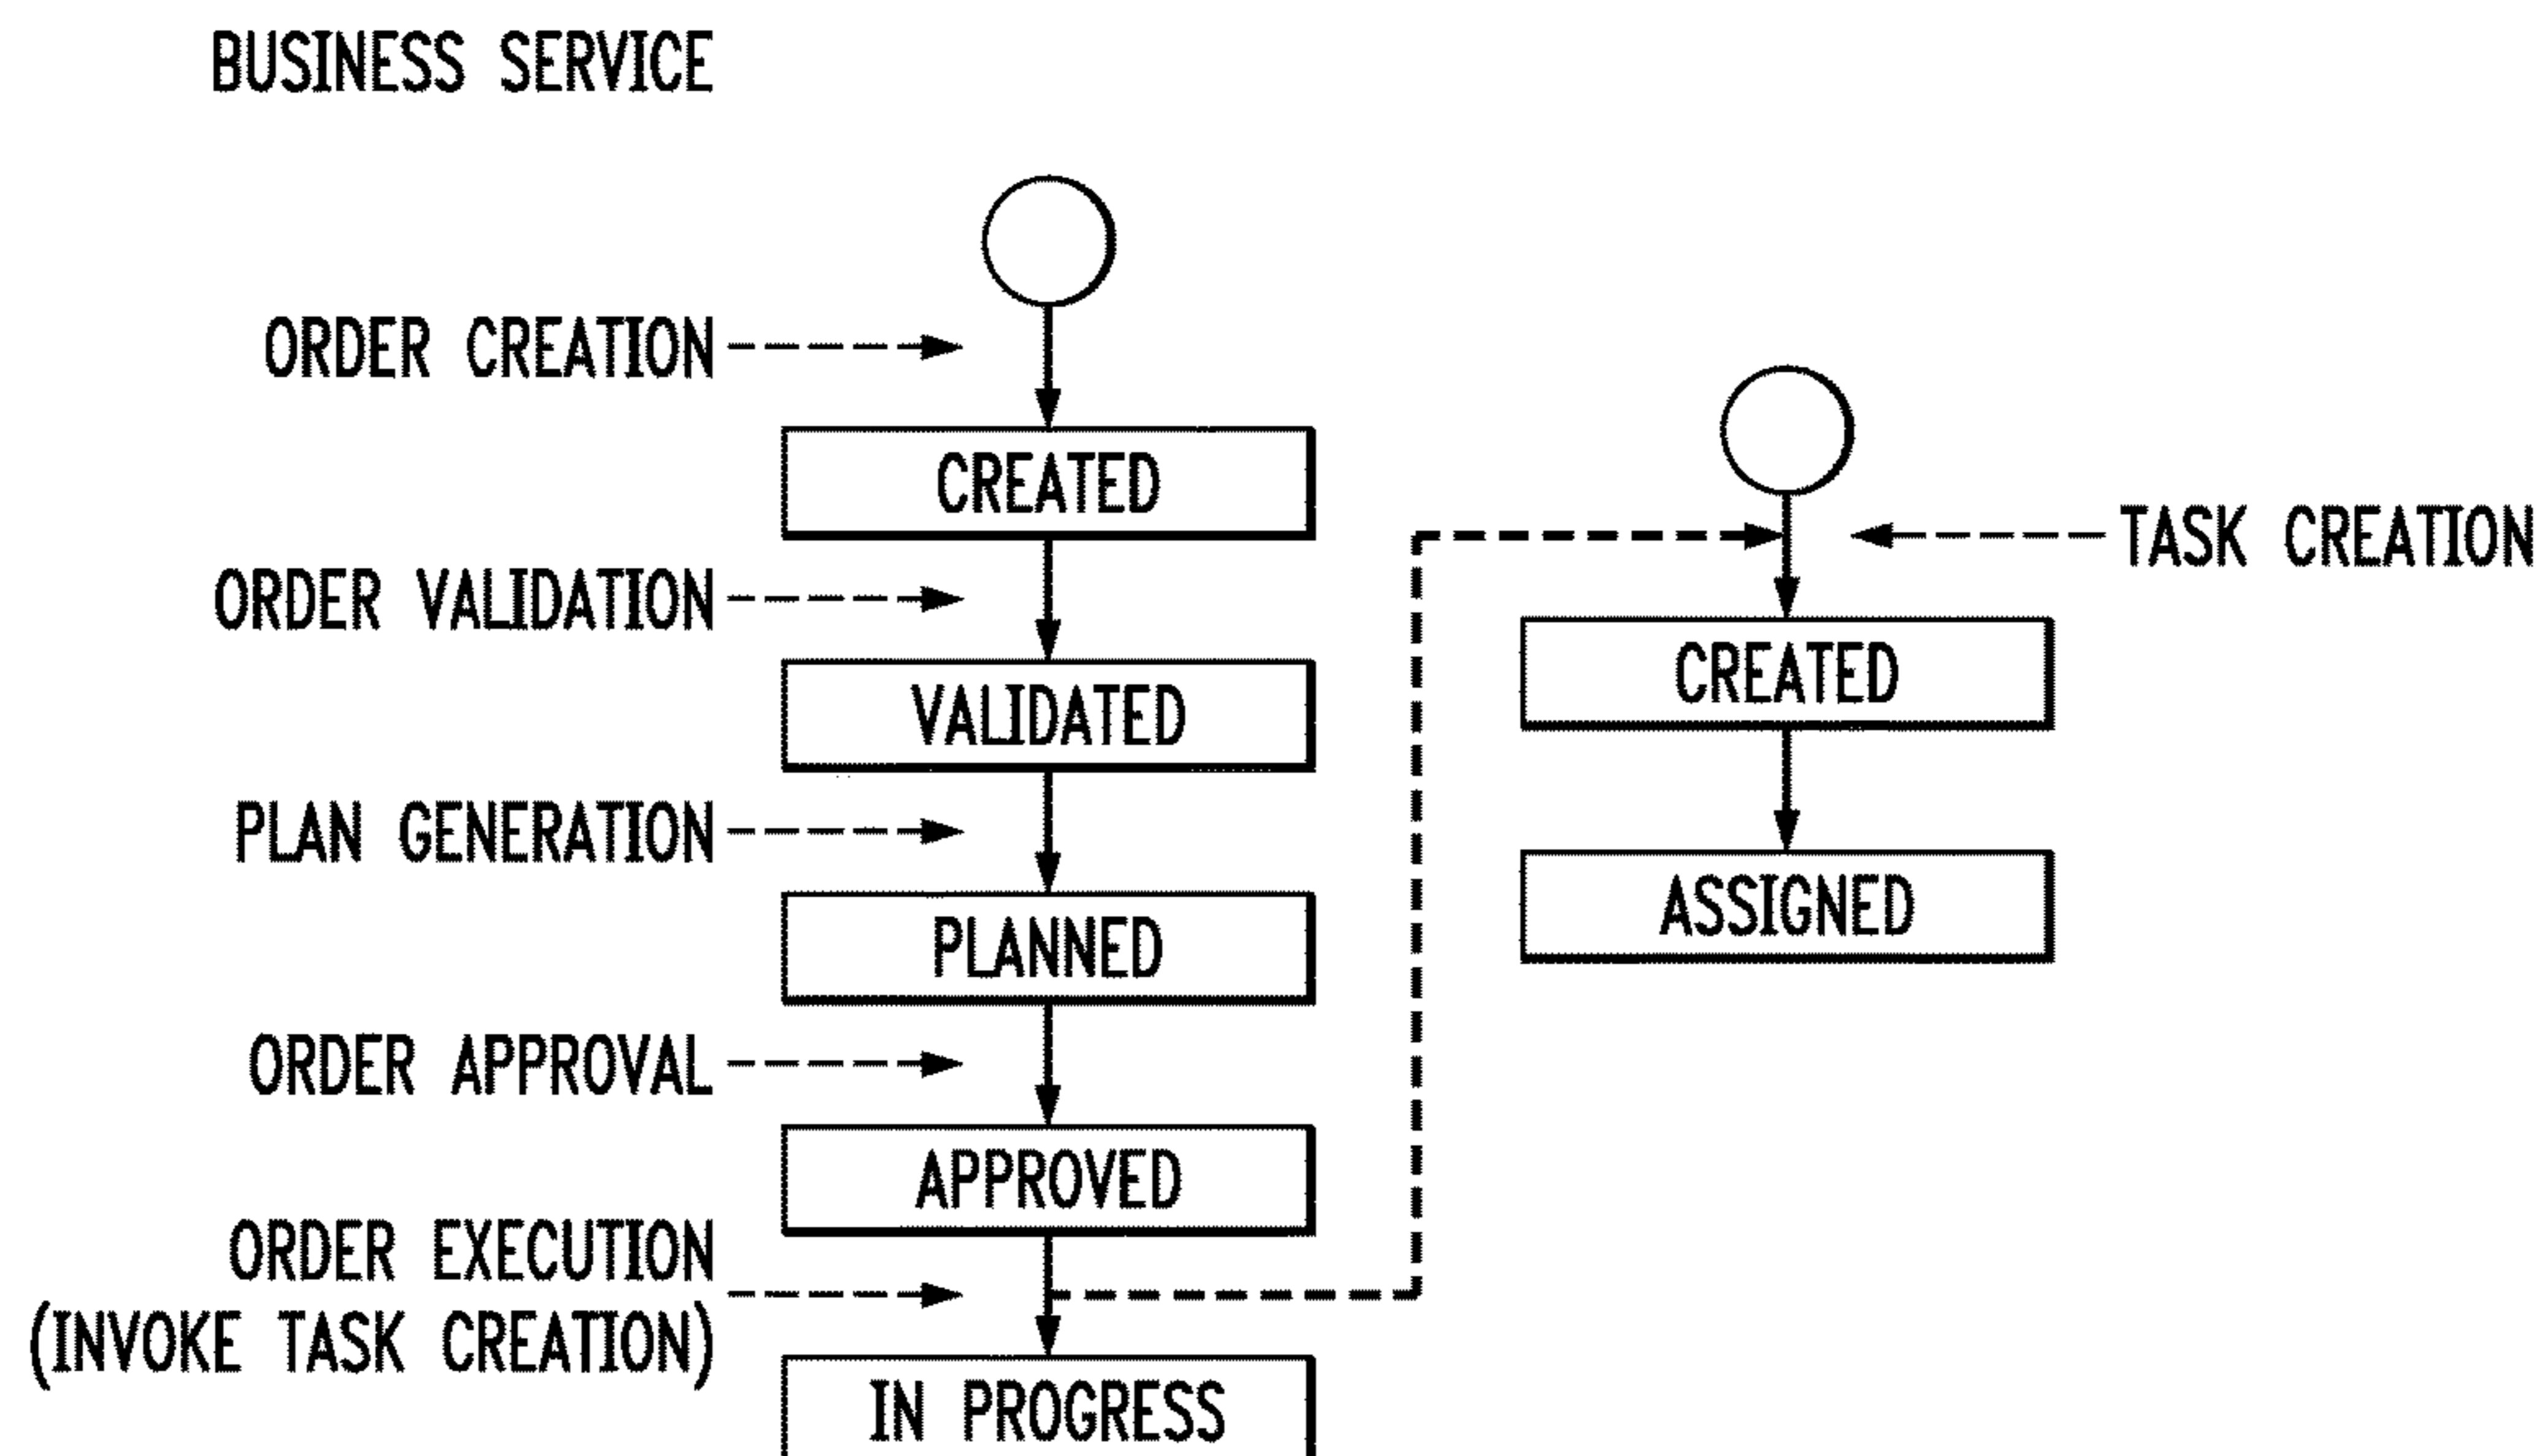 BUSINESS SERVICE
ORDER CREATION
CREATED
ORDER VALIDATION
VALIDATED
PLAN GENERATION
PLANNED
ORDER APPROVAL
APPROVED
ORDER EXECUTION
(INVOKE TASK CREATION)
IN PROGRESS
TASK CREATION
CREATED
ASSIGNED